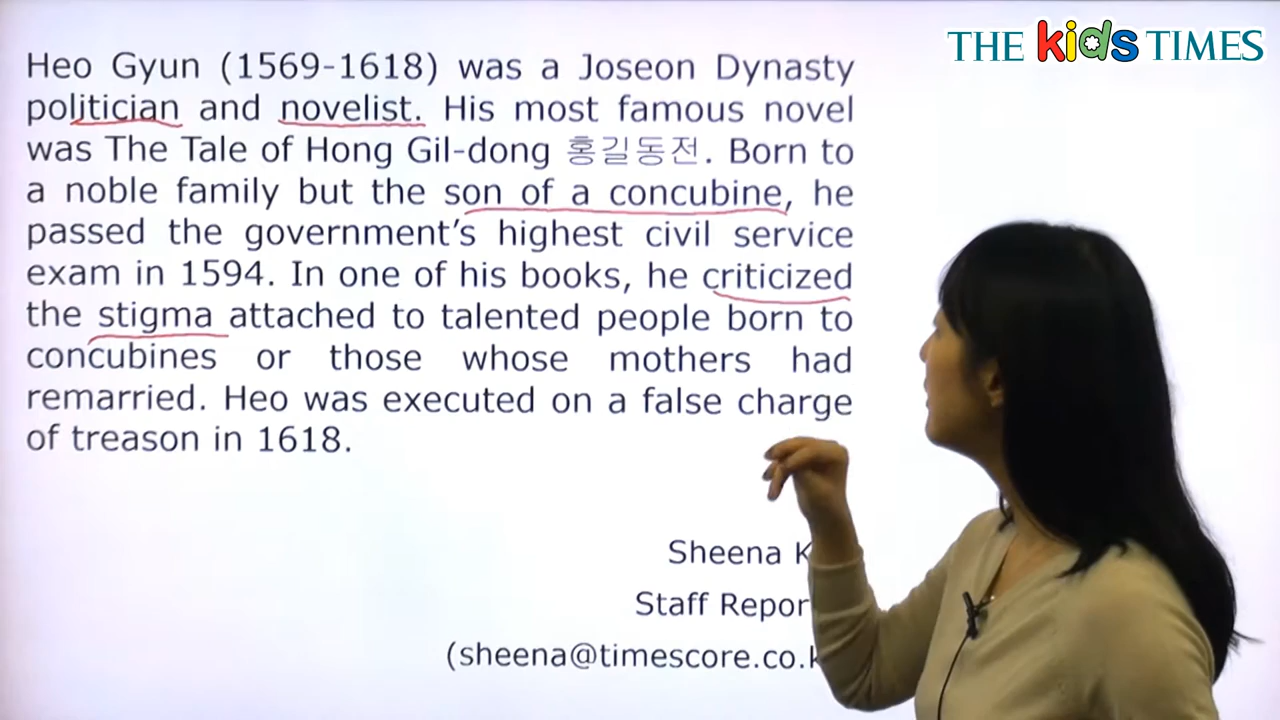 THE kids TIMES
Heo Gyun (1569-1618) was a Joseon Dynasty
politician and novelist. His most famous novel
was The Tale of Hong Gil-dong 홍길동전. Born to
a noble family but the son of a concubine, he
passed the government's highest civil service
exam in 1594. In one of his books, he criticized
the stigma attached to talented people born to
concubines or those whose mothers had
remarried. Heo was executed on a false charge
of treason in 1618.
Sheena
Staff
(sheena@timescore.co.k